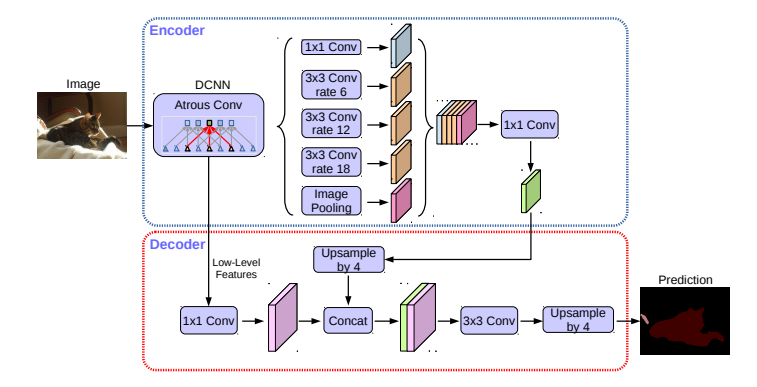 Encoder
Image
DCNN
Atrous Conv
1x1 Conv
3x3 Conv
rate 6
3x3 Conv
rate 12
3x3 Conv
rate 18
Image
Pooling
1x1 Conv
Decoder
Low-Level
Features
Upsample
by 4
1x1 Conv
Concat
3x3 Conv
Upsample
by 4
Prediction